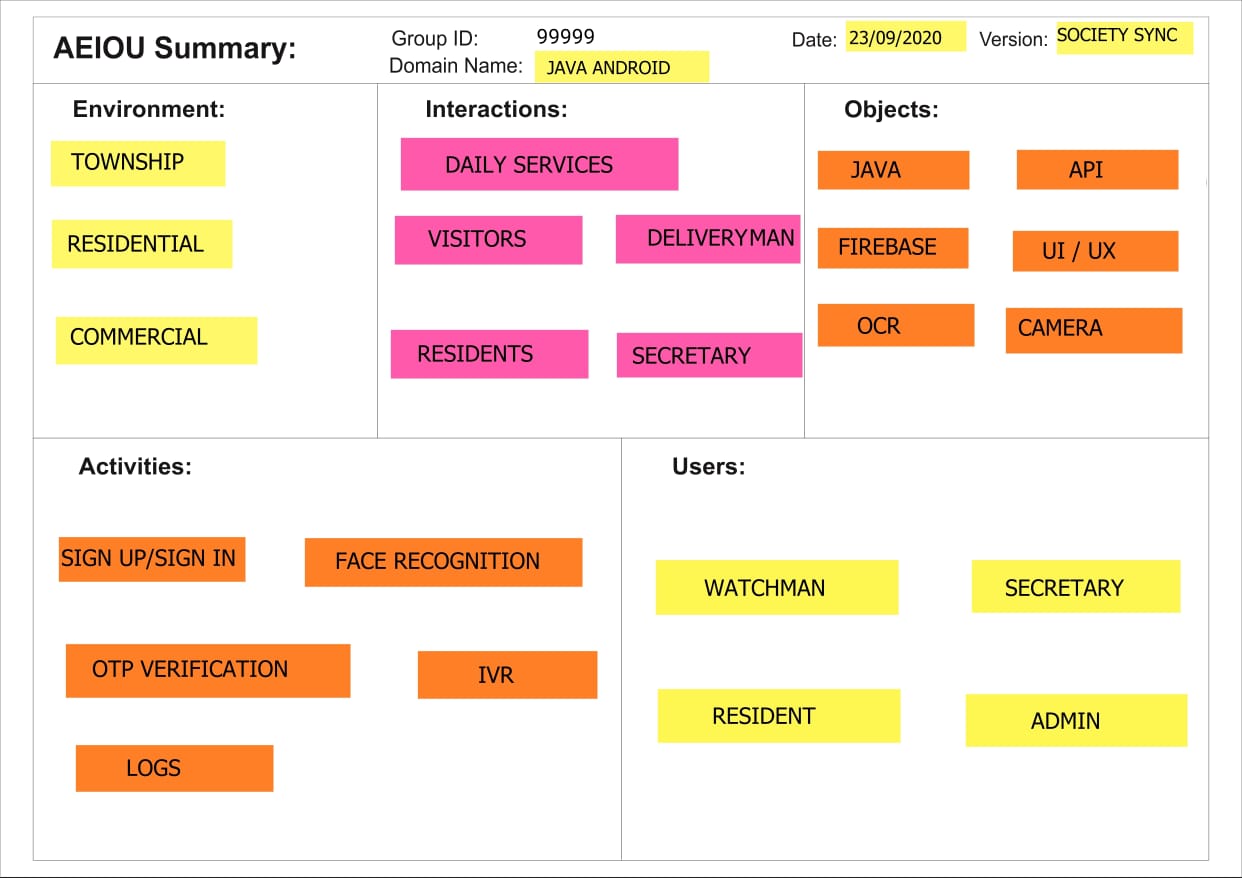 AEIOU Summary:
Group ID: 99999
Domain Name: JAVA ANDROID
Date: 23/09/2020 Version: SOCIETY SYNC
Environment:
TOWNSHIP
RESIDENTIAL
COMMERCIAL
Interactions:
DAILY SERVICES
VISITORS DELIVERYMAN
RESIDENTS SECRETARY
Objects:
JAVA API
FIREBASE UI / UX
OCR CAMERA
Activities:
SIGN UP/SIGN IN FACE RECOGNITION
OTP VERIFICATION IVR
LOGS
Users:
WATCHMAN SECRETARY
RESIDENT ADMIN